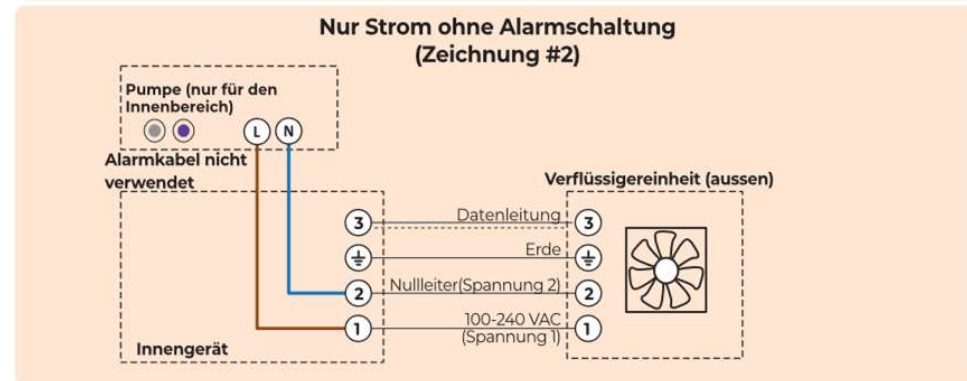 Nur Strom ohne Alarmschaltung
(Zeichnung #2)
Pumpe (nur für den
Innenbereich)
L N
Alarmkabel nicht
verwendet
Verflüssigereinheit (aussen)
3 Datenleitung 3
Erde
2 Nullleiter(Spannung 2) 2
1 100-240 VAC 1
(Spannung 1)
Innengerät